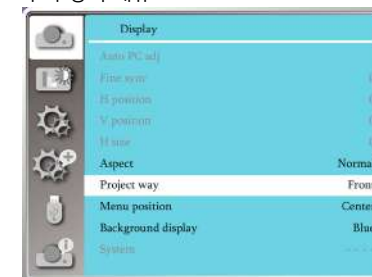 Display
Auto PC adj
Fine sync
H position
V position
H size
Aspect Normal
Project way Front
Menu position Center
Background display Blue
System - - - -